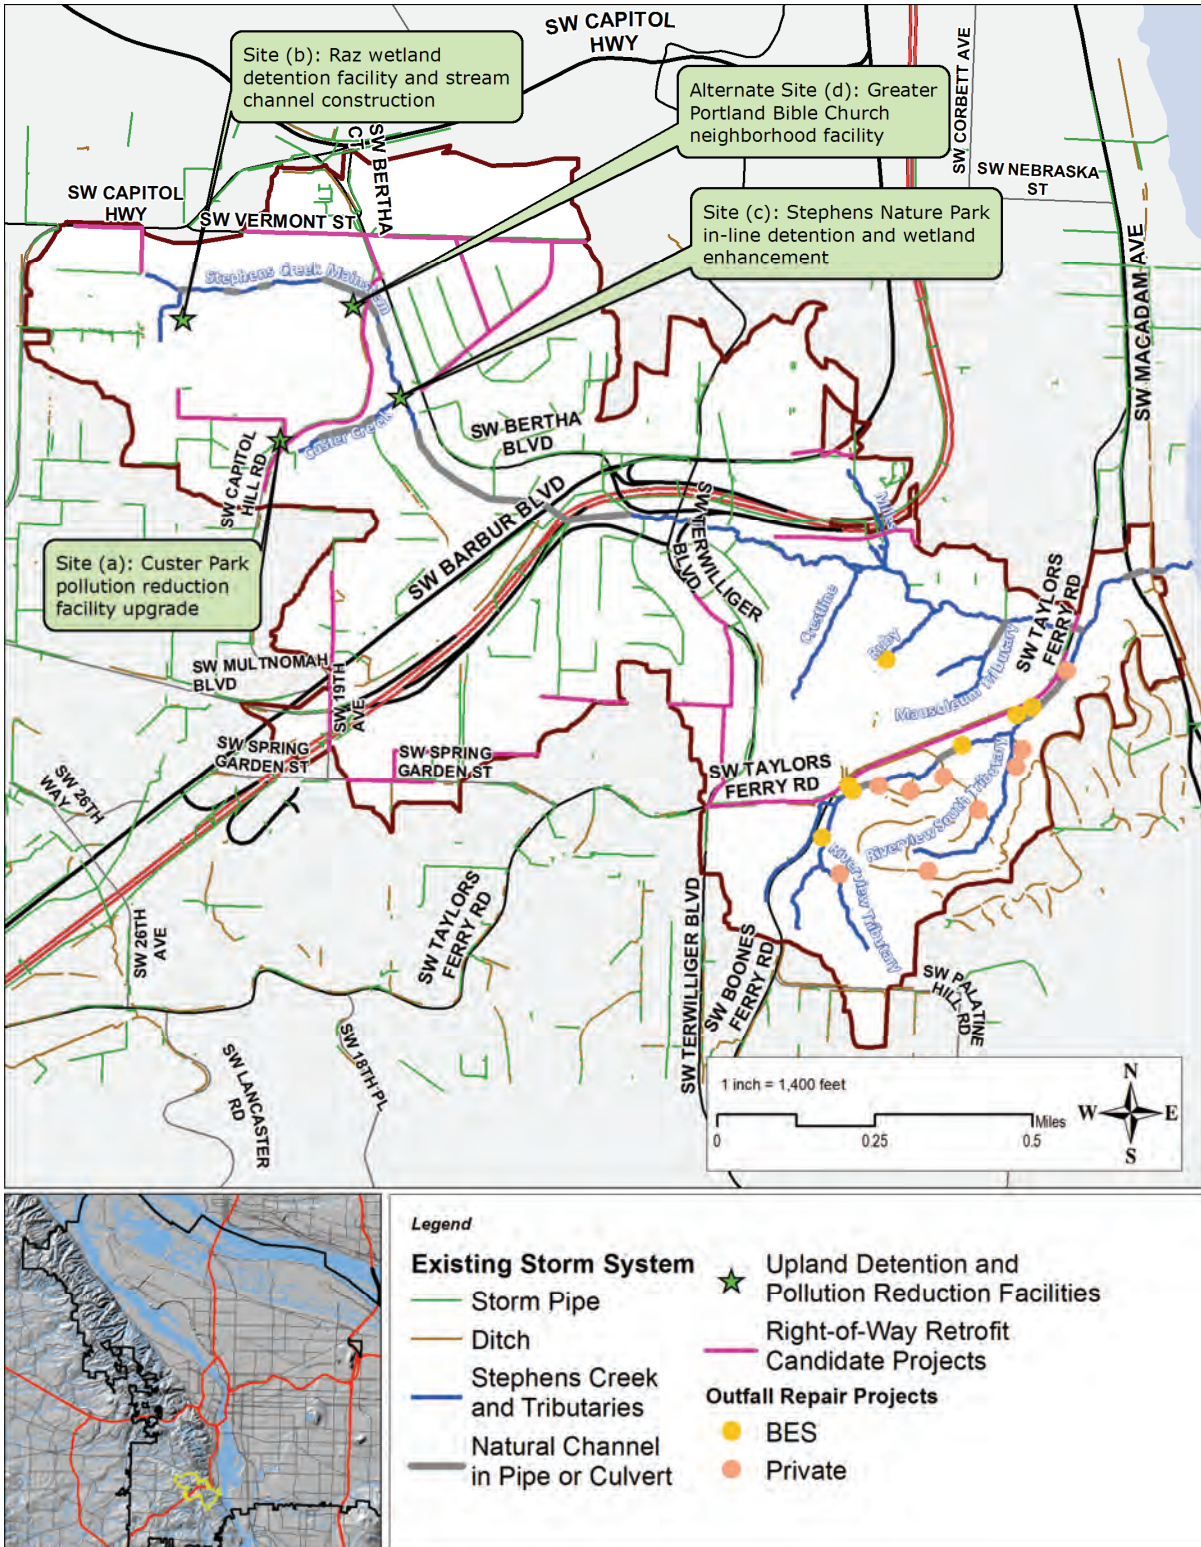 SW CAPITOL
HWY
Site (b): Raz wetland
detention facility and stream
channel construction
Alternate Site (d): Greater
Portland Bible Church
neighborhood facility
SW CORBETT AVE
SW BERTHA
CT
SW NEBRASKA
ST
SW CAPITOL
HWY
SW VERMONT ST
Site (c): Stephens Nature Park
in-line detention and wetland
enhancement
SW MACADAM AVE
Stephens Creek Mainstem
SW BERTHA
BLVD
Custer Creek
SW CAPITOL
HILL RD
SW BARBUR BLVD
SW TERWILLIGER
BLVD
Miles
Site (a): Custer Park
pollution reduction
facility upgrade
Crestline
Ruby
SW TAYLORS
FERRY RD
SW MULTNOMAH
BLVD
SW 19TH
AVE
Mausoleum Tributary
SW SPRING
GARDEN ST
SW SPRING
GARDEN ST
SW 26TH
WAY
SW TAYLORS
FERRY RD
Riverview South Tributary
Riverview Tributary
SW 26TH
AVE
SW TAYLORS
FERRY RD
SW TERWILLIGER BLVD
SW BOONES
FERRY RD
SW PALATINE
HILL RD
SW LANCASTER
RD
SW 18TH PL
1 inch = 1,400 feet
Miles
0
0.25
0.5
N
W
E
S
Legend
Existing Storm System
Storm Pipe
Ditch
Stephens Creek
and Tributaries
Natural Channel
in Pipe or Culvert
Upland Detention and
Pollution Reduction Facilities
Right-of-Way Retrofit
Candidate Projects
Outfall Repair Projects
BES
Private